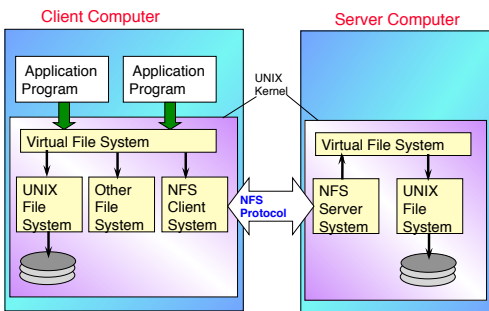 Client Computer
Server Computer
Application
Program
Application
Program
UNIX
Kernel
Virtual File System
Virtual File System
UNIX
File
System
Other
File
System
NFS
Client
System
NFS
Protocol
NFS
Server
System
UNIX
File
System